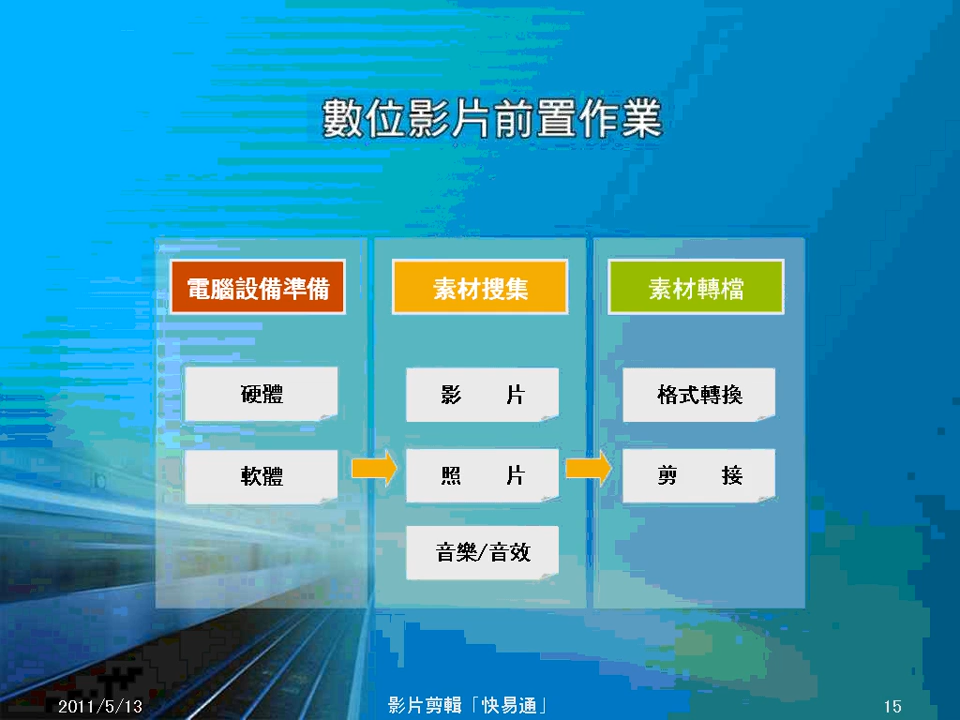 數位影片前置作業
電腦設備準備
硬體
軟體
素材搜集
影 片
照 片
音樂/音效
素材轉檔
格式轉換
剪 接
2011/5/13
影片剪輯「快易通」
15